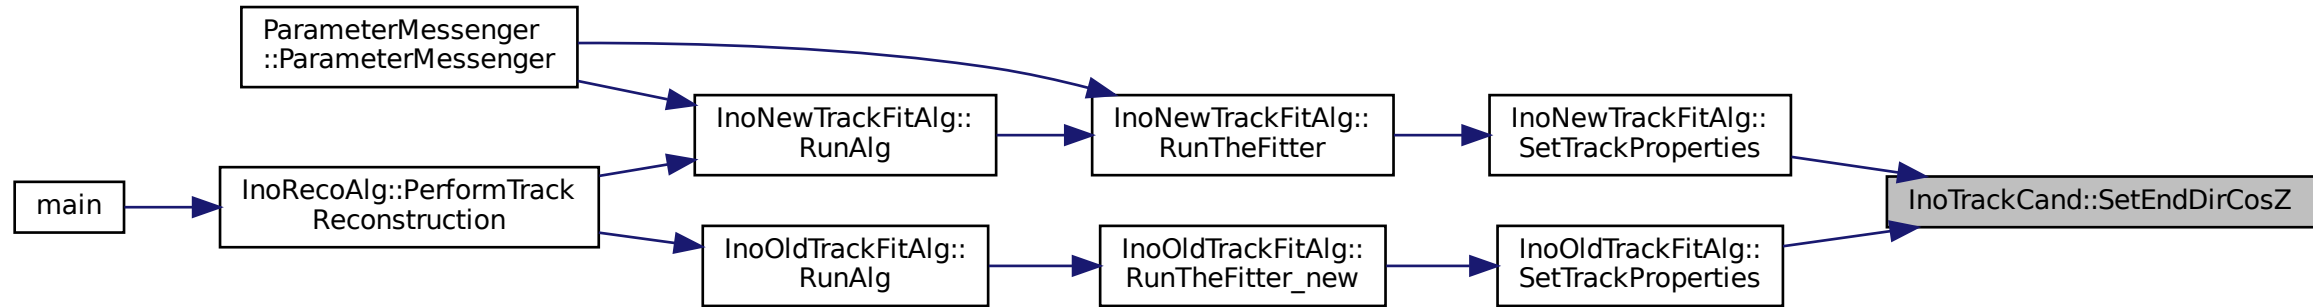 ParameterMessenger
::ParameterMessenger
main
InoRecoAlg::PerformTrack
Reconstruction
InoNewTrackFitAlg::
RunAlg
InoOldTrackFitAlg::
RunAlg
InoNewTrackFitAlg::
RunTheFitter
InoOldTrackFitAlg::
RunTheFitter_new
InoNewTrackFitAlg::
SetTrackProperties
InoOldTrackFitAlg::
SetTrackProperties
InoTrackCand::SetEndDirCosZ